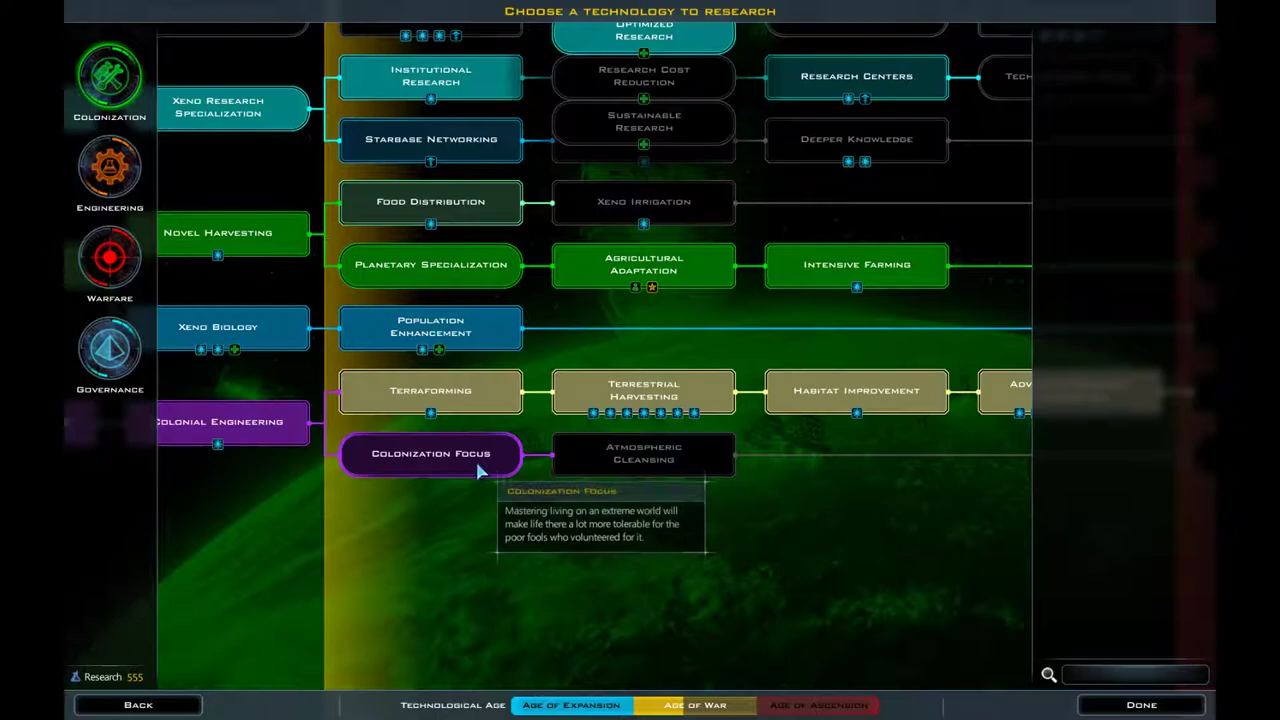 Choose a technology to research
Optimized
Research
Institutional
Research
Research Cost
Reduction
Research Centers
Tech
Xeno Research
Specialization
Sustainable
Research
Starbase Networking
Deeper Knowledge
Food Distribution
Xeno Irrigation
Novel Harvesting
Planetary Specialization
Agricultural
Adaptation
Intensive Farming
Xeno Biology
Population
Enhancement
Terraforming
Terrestrial
Harvesting
Habitat Improvement
Adv
Colonial Engineering
Colonization Focus
Atmospheric
Cleansing
Colonization Focus
Mastering living on an extreme world will
make life there a lot more tolerable for the
poor fools who volunteered for it.
Colonization
Engineering
Warfare
Governance
Research 555
Back
Technological Age
Age of Expansion
Age of War
Age of Ascension
Done